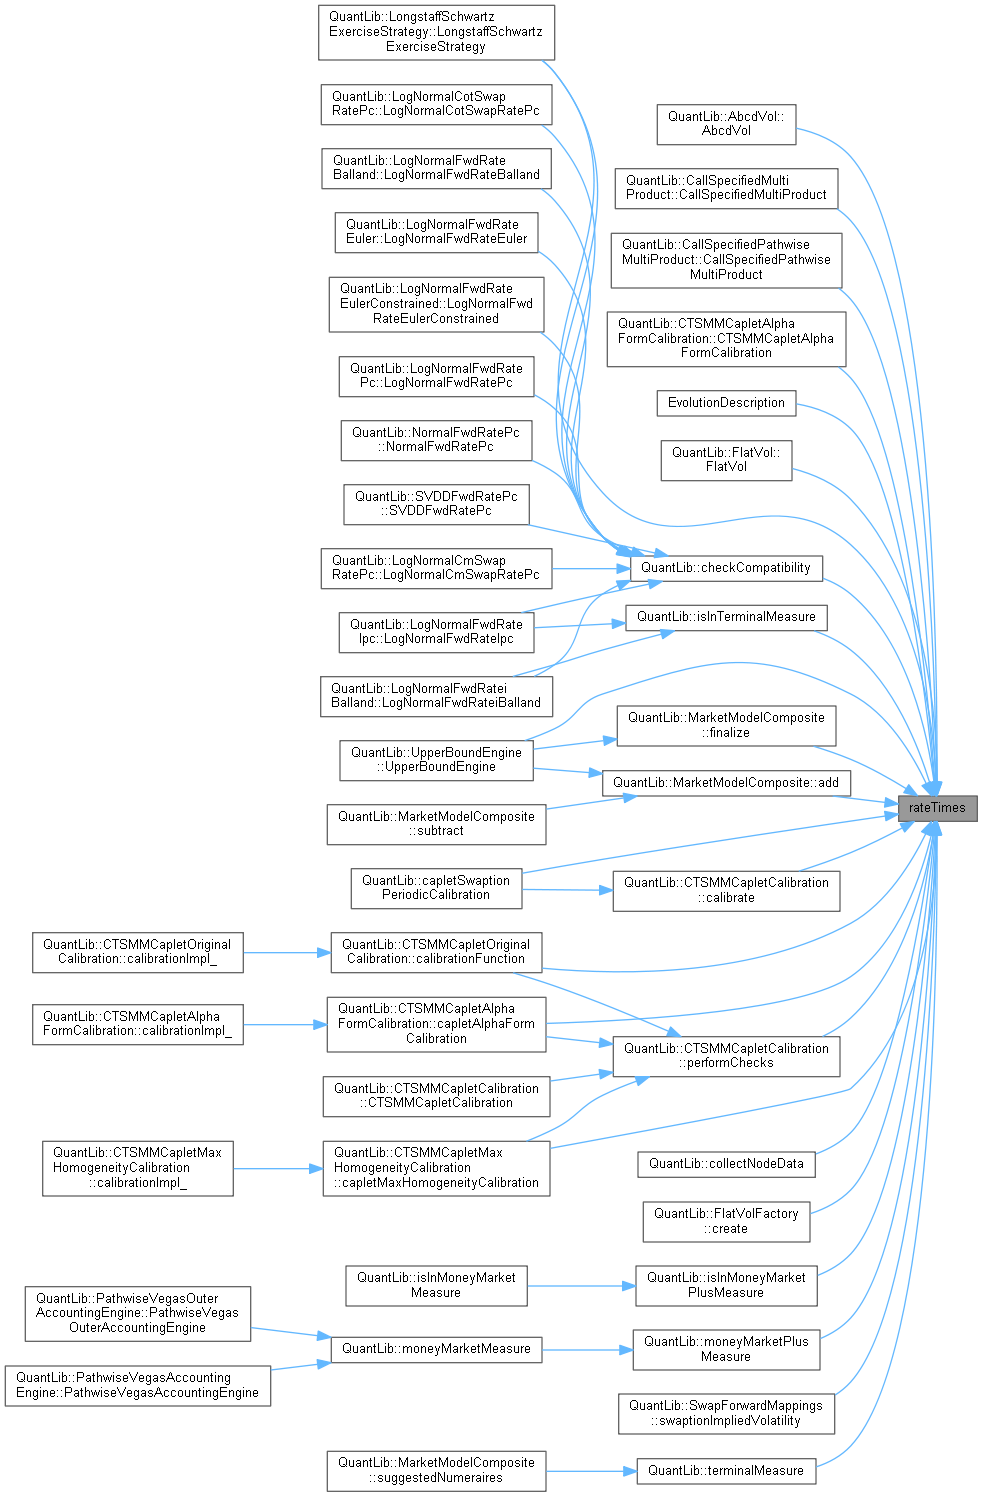 QuantLib::LongstaffSchwartz
ExerciseStrategy::LongstaffSchwartz
ExerciseStrategy
QuantLib::LogNormalCotSwap
RatePc::LogNormalCotSwapRatePc
QuantLib::LogNormalFwdRate
Balland::LogNormalFwdRateBalland
QuantLib::LogNormalFwdRate
Euler::LogNormalFwdRateEuler
QuantLib::LogNormalFwdRate
EulerConstrained::LogNormalFwd
RateEulerConstrained
QuantLib::LogNormalFwdRate
Pc::LogNormalFwdRatePc
QuantLib::NormalFwdRatePc
::NormalFwdRatePc
QuantLib::SVDDFwdRatePc
::SVDDFwdRatePc
QuantLib::LogNormalCmSwap
RatePc::LogNormalCmSwapRatePc
QuantLib::LogNormalFwdRate
Ipc::LogNormalFwdRateIpc
QuantLib::LogNormalFwdRatei
Balland::LogNormalFwdRateiBalland
QuantLib::UpperBoundEngine
::UpperBoundEngine
QuantLib::MarketModelComposite
::subtract
QuantLib::capletSwaption
PeriodicCalibration
QuantLib::CTSMMCapletOriginal
Calibration::calibrationImpl_
QuantLib::CTSMMCapletOriginal
Calibration::calibrationFunction
QuantLib::CTSMMCapletAlpha
FormCalibration::calibrationImpl_
QuantLib::CTSMMCapletAlpha
FormCalibration::capletAlphaForm
Calibration
QuantLib::CTSMMCapletCalibration
::CTSMMCapletCalibration
QuantLib::CTSMMCapletMax
HomogeneityCalibration
::calibrationImpl_
QuantLib::CTSMMCapletMax
HomogeneityCalibration
::capletMaxHomogeneityCalibration
QuantLib::isInMoneyMarket
Measure
QuantLib::PathwiseVegasOuter
AccountingEngine::PathwiseVegas
OuterAccountingEngine
QuantLib::PathwiseVegasAccounting
Engine::PathwiseVegasAccountingEngine
QuantLib::moneyMarketMeasure
QuantLib::MarketModelComposite
::suggestedNumeraires
QuantLib::AbcdVol::
AbcdVol
QuantLib::CallSpecifiedMulti
Product::CallSpecifiedMultiProduct
QuantLib::CallSpecifiedPathwise
MultiProduct::CallSpecifiedPathwise
MultiProduct
QuantLib::CTSMMCapletAlpha
FormCalibration::CTSMMCapletAlpha
FormCalibration
EvolutionDescription
QuantLib::FlatVol::
FlatVol
QuantLib::checkCompatibility
QuantLib::isInTerminalMeasure
QuantLib::MarketModelComposite
::finalize
QuantLib::MarketModelComposite::add
QuantLib::CTSMMCapletCalibration
::calibrate
QuantLib::CTSMMCapletCalibration
::performChecks
QuantLib::collectNodeData
QuantLib::FlatVolFactory
::create
QuantLib::isInMoneyMarket
PlusMeasure
QuantLib::moneyMarketPlus
Measure
QuantLib::SwapForwardMappings
::swaptionImpliedVolatility
QuantLib::terminalMeasure
rateTimes